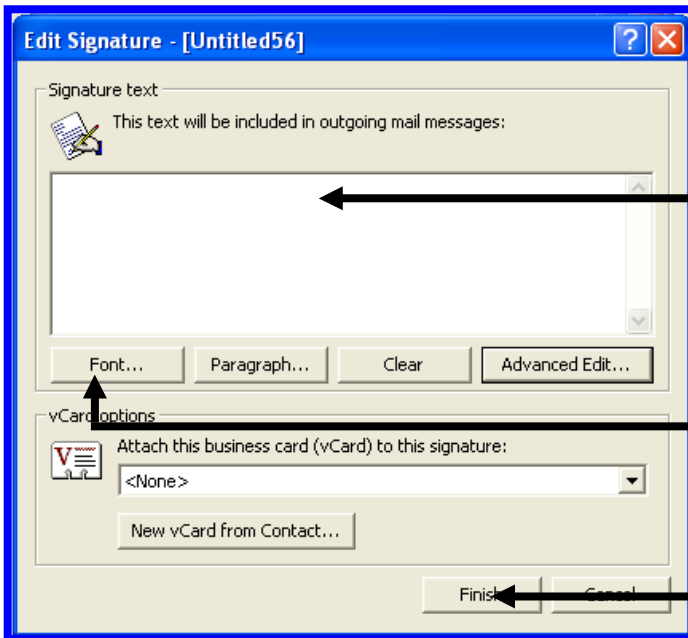 Edit Signature - [Untitled56]
Signature text
This text will be included in outgoing mail messages:
Font... Paragraph... Clear Advanced Edit...
vCard options
Attach this business card (vCard) to this signature:
<None>
New vCard from Contact...
Finish Cancel